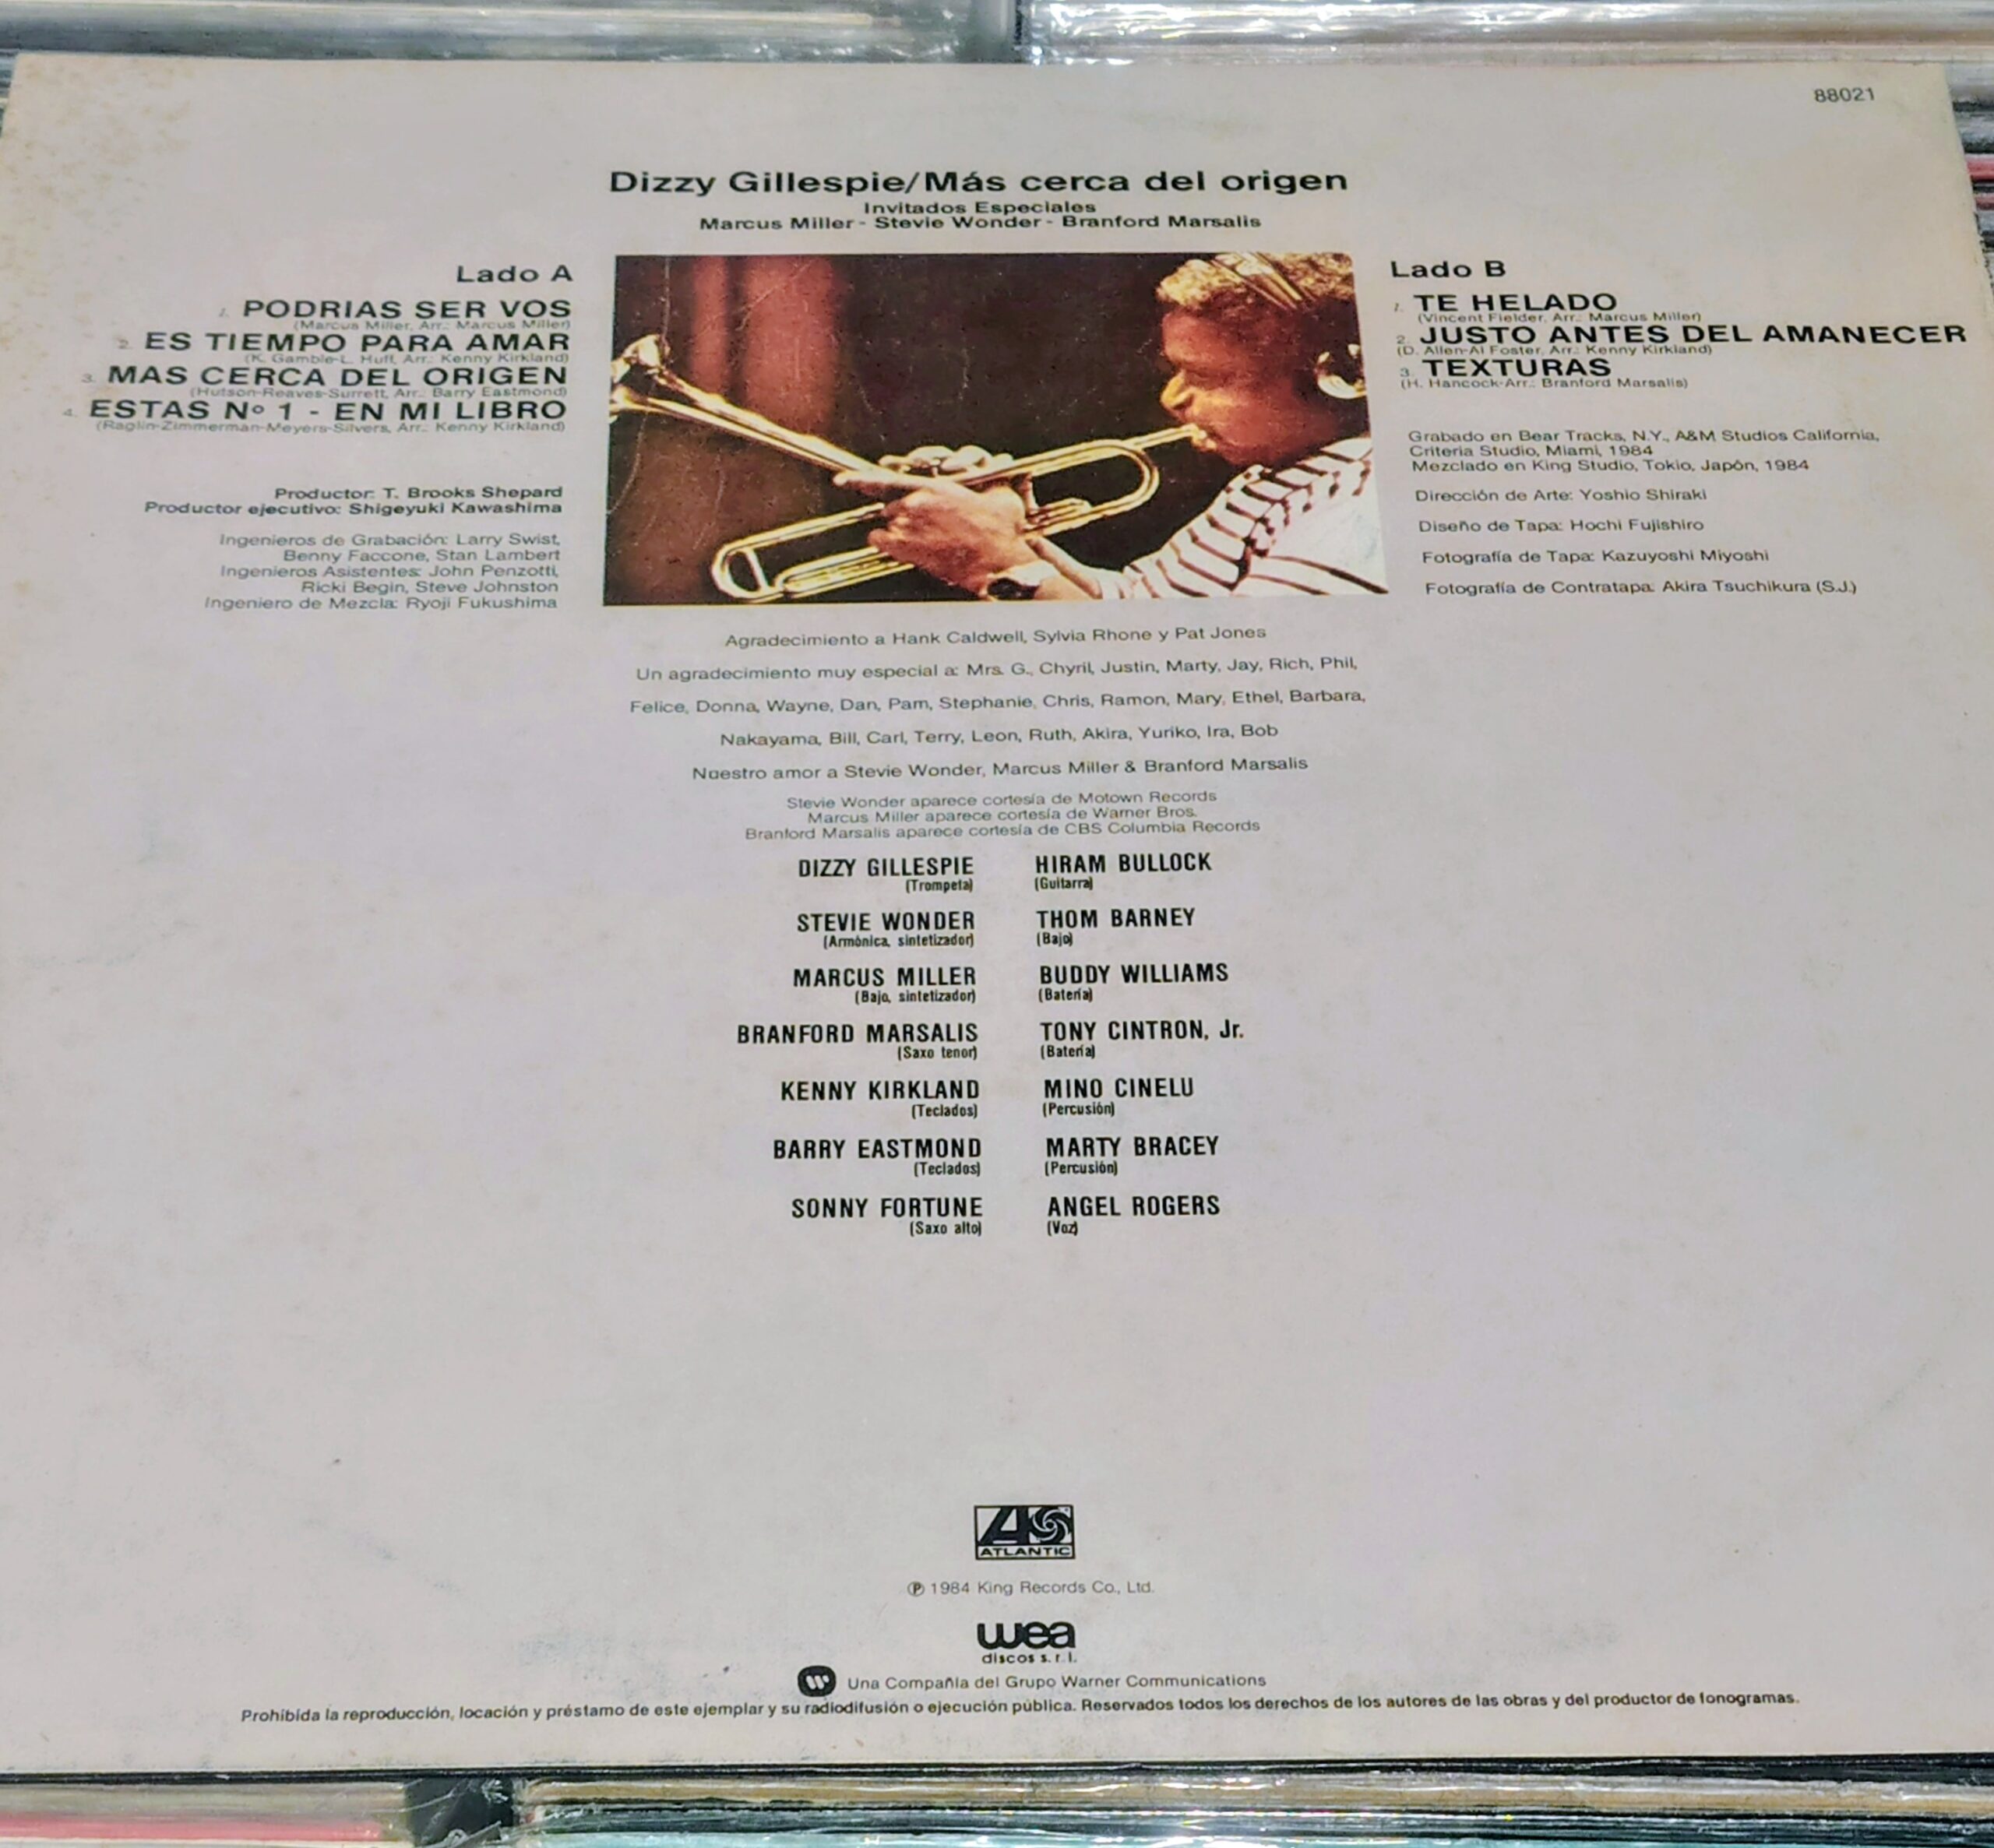 88021
Dizzy Gillespie/Más cerca del origen
Invitados Especiales
Marcus Miller - Stevie Wonder - Branford Marsalis
Lado A
1. PODRIAS SER VOS
(Marcus Miller, Arr.: Marcus Miller)
2. ES TIEMPO PARA AMAR
(K. Gamble-L. Huff, Arr.: Kenny Kirkland)
3. MAS CERCA DEL ORIGEN
(Hutson-Reaves-Surrett, Arr.: Barry Eastmond)
4. ESTAS Nº 1 - EN MI LIBRO
(Raglin-Zimmerman-Meyers-Silvers, Arr.: Kenny Kirkland)
Productor: T. Brooks Shepard
Productor ejecutivo: Shigeyuki Kawashima
Ingenieros de Grabación: Larry Swist,
Benny Faccone, Stan Lambert
Ingenieros Asistentes: John Penzotti,
Ricki Begin, Steve Johnston
Ingeniero de Mezcla: Ryoji Fukushima
Lado B
1. TE HELADO
(Vincent Fielder, Arr.: Marcus Miller)
2. JUSTO ANTES DEL AMANECER
(D. Allen-Al Foster, Arr.: Kenny Kirkland)
3. TEXTURAS
(H. Hancock-Arr.: Branford Marsalis)
Grabado en Bear Tracks, N.Y., A&M Studios California,
Criteria Studio, Miami, 1984
Mezclado en King Studio, Tokio, Japón, 1984
Dirección de Arte: Yoshio Shiraki
Diseño de Tapa: Hochi Fujishiro
Fotografía de Tapa: Kazuyoshi Miyoshi
Fotografía de Contratapa: Akira Tsuchikura (S.J.)
Agradecimiento a Hank Caldwell, Sylvia Rhone y Pat Jones
Un agradecimiento muy especial a: Mrs. G., Chyril, Justin, Marty, Jay, Rich, Phil,
Felice, Donna, Wayne, Dan, Pam, Stephanie, Chris, Ramon, Mary, Ethel, Barbara,
Nakayama, Bill, Carl, Terry, Leon, Ruth, Akira, Yuriko, Ira, Bob
Nuestro amor a Stevie Wonder, Marcus Miller & Branford Marsalis
Stevie Wonder aparece cortesía de Motown Records
Marcus Miller aparece cortesía de Warner Bros.
Branford Marsalis aparece cortesía de CBS Columbia Records
DIZZY GILLESPIE
(Trompeta)
STEVIE WONDER
(Armónica, sintetizador)
MARCUS MILLER
(Bajo, sintetizador)
BRANFORD MARSALIS
(Saxo tenor)
KENNY KIRKLAND
(Teclados)
BARRY EASTMOND
(Teclados)
SONNY FORTUNE
(Saxo alto)
HIRAM BULLOCK
(Guitarra)
THOM BARNEY
(Bajo)
BUDDY WILLIAMS
(Batería)
TONY CINTRON, Jr.
(Batería)
MINO CINELU
(Percusión)
MARTY BRACEY
(Percusión)
ANGEL ROGERS
(Voz)
ATLANTIC
℗ 1984 King Records Co., Ltd.
wea
discos s.r.l.
Una Compañía del Grupo Warner Communications
Prohibida la reproducción, locación y préstamo de este ejemplar y su radiodifusión o ejecución pública. Reservados todos los derechos de los autores de las obras y del productor de fonogramas.